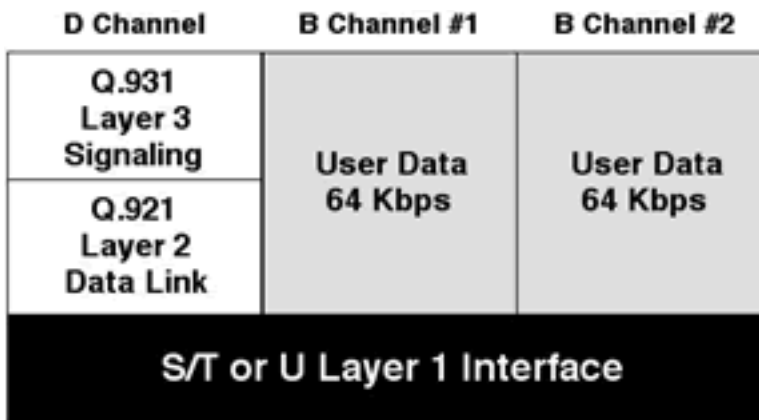 D Channel
B Channel #1
B Channel #2
Q.931
Layer 3
Signaling
Q.921
Layer 2
Data Link
User Data
64 Kbps
User Data
64 Kbps
S/T or U Layer 1 Interface